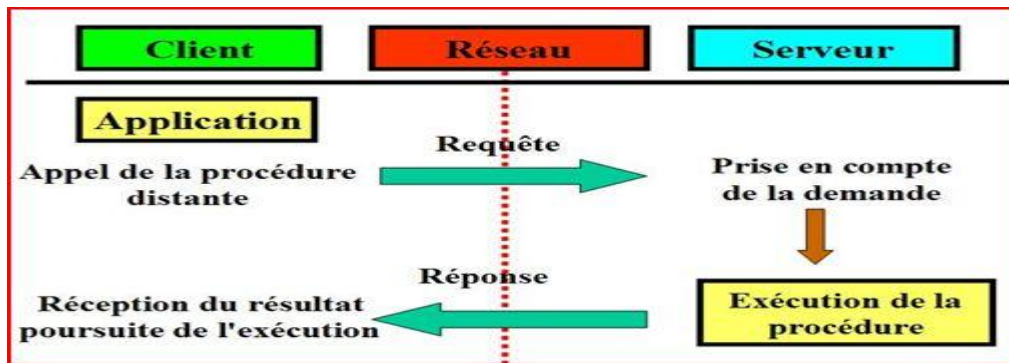 Client
Réseau
Serveur
Application
Requête
Appel de la procédure
distante
Prise en compte
de la demande
Réponse
Réception du résultat
poursuite de l'exécution
Exécution de la
procédure